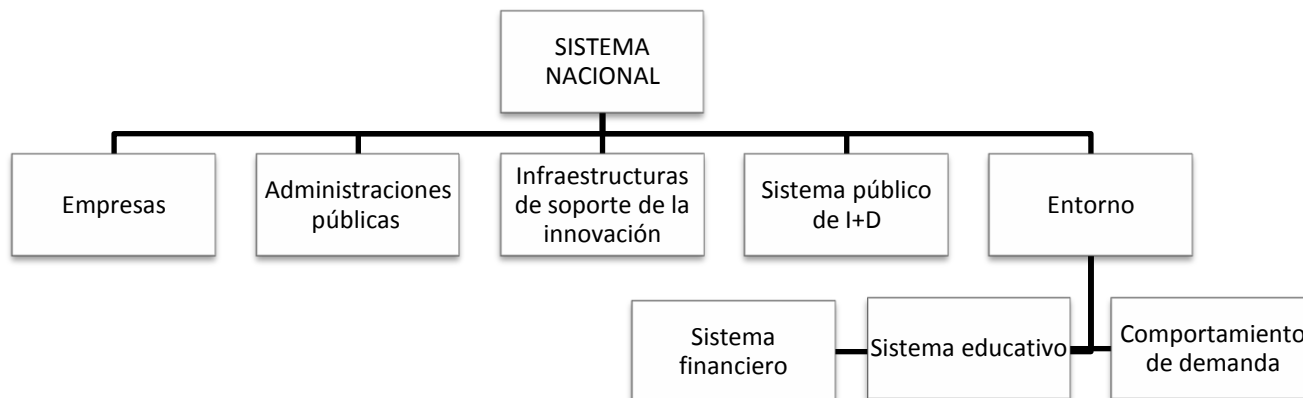 SISTEMA
NACIONAL
Empresas
Administraciones
públicas
Infraestructuras
de soporte de la
innovación
Sistema público
de I+D
Entorno
Sistema
financiero
Sistema educativo
Comportamiento
de demanda